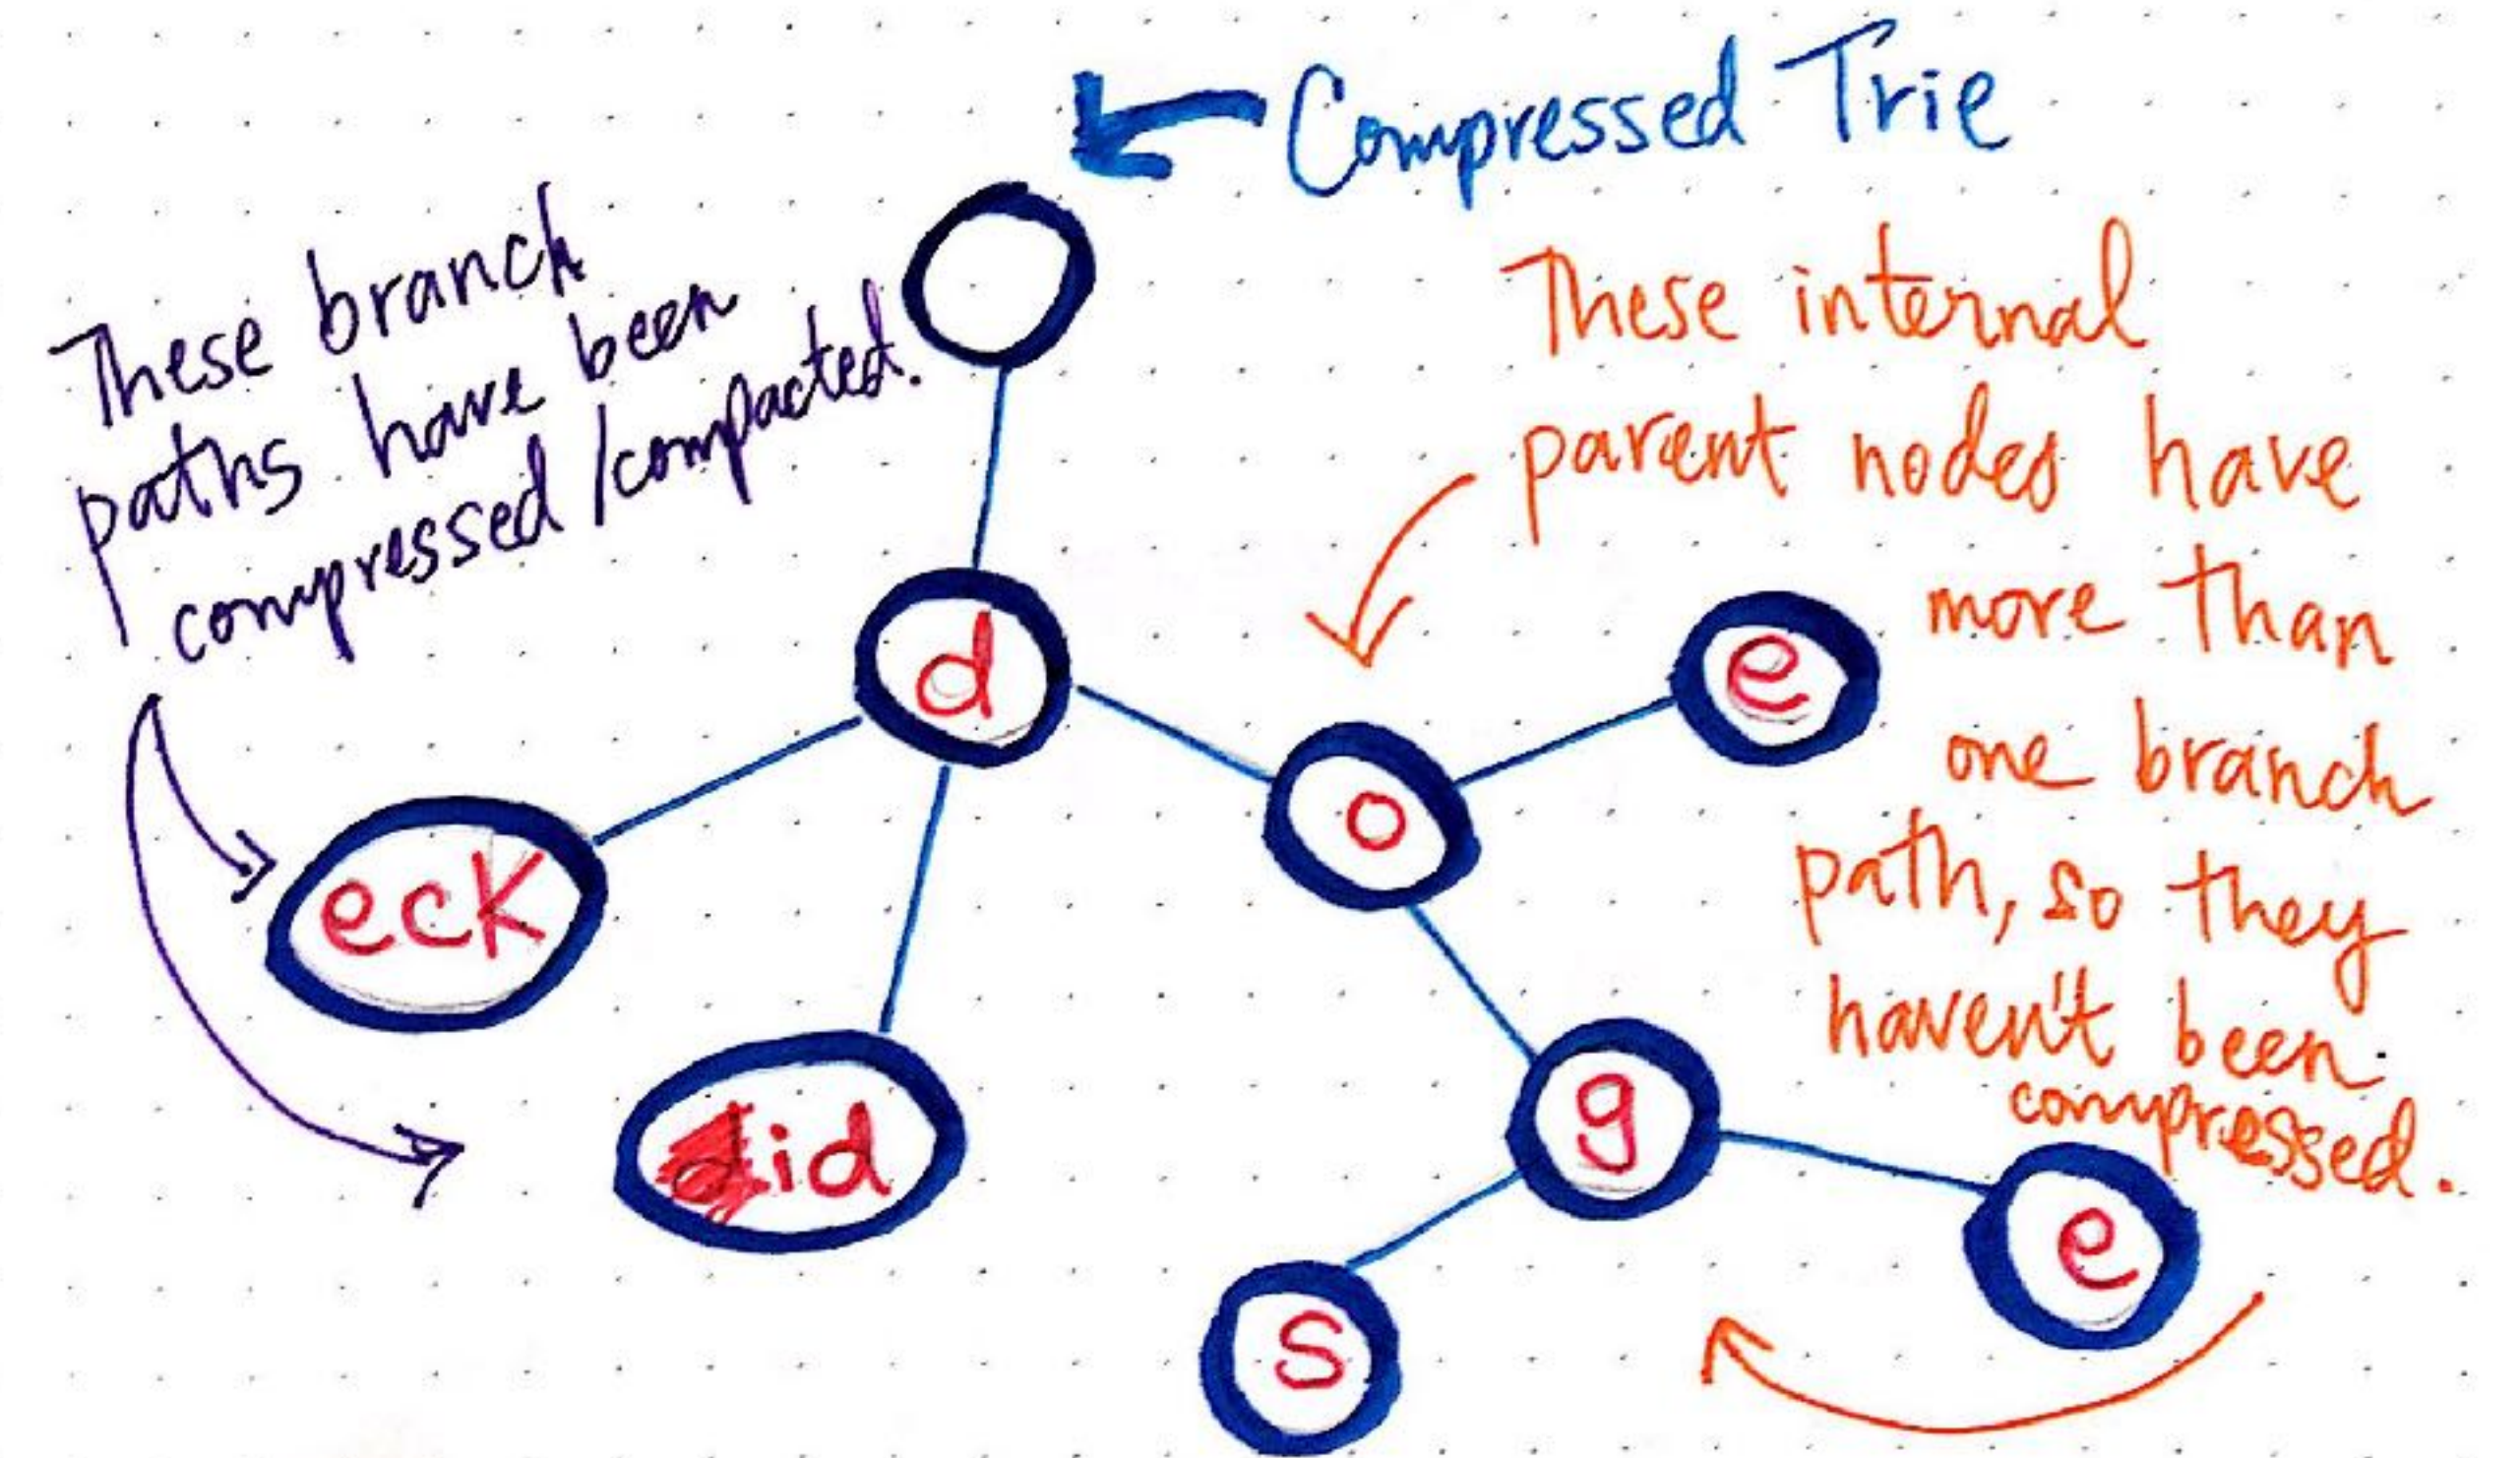 Compressed Trie
These branch
paths have been
compressed/compacted.
These internal
parent nodes have
more than
one branch
path, so they
haven't been
compressed.
d
e
o
eck
id
g
e
s